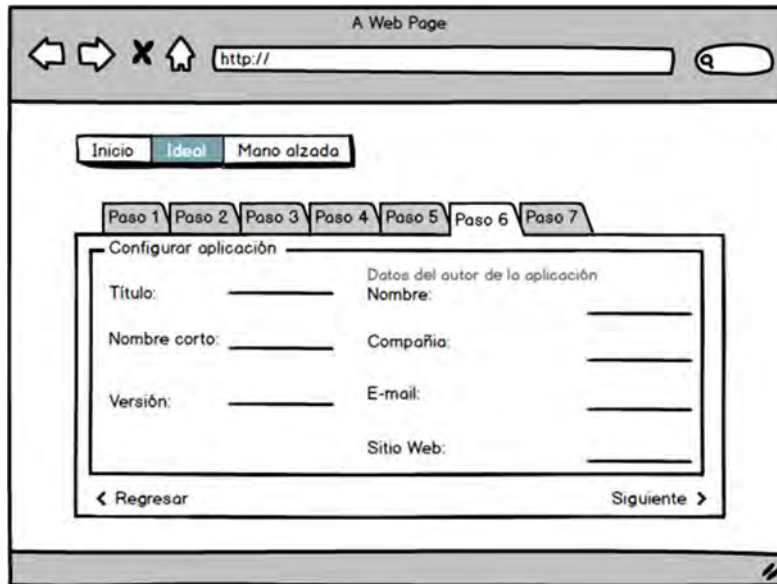 A Web Page
http://
Inicio Ideal Mano alzada
Paso 1 Paso 2 Paso 3 Paso 4 Paso 5 Paso 6 Paso 7
Configurar aplicación
Datos del autor de la aplicación
Título: Nombre:
Nombre corto: Compañia:
Versión: E-mail:
Sitio Web:
< Regresar Siguiente >